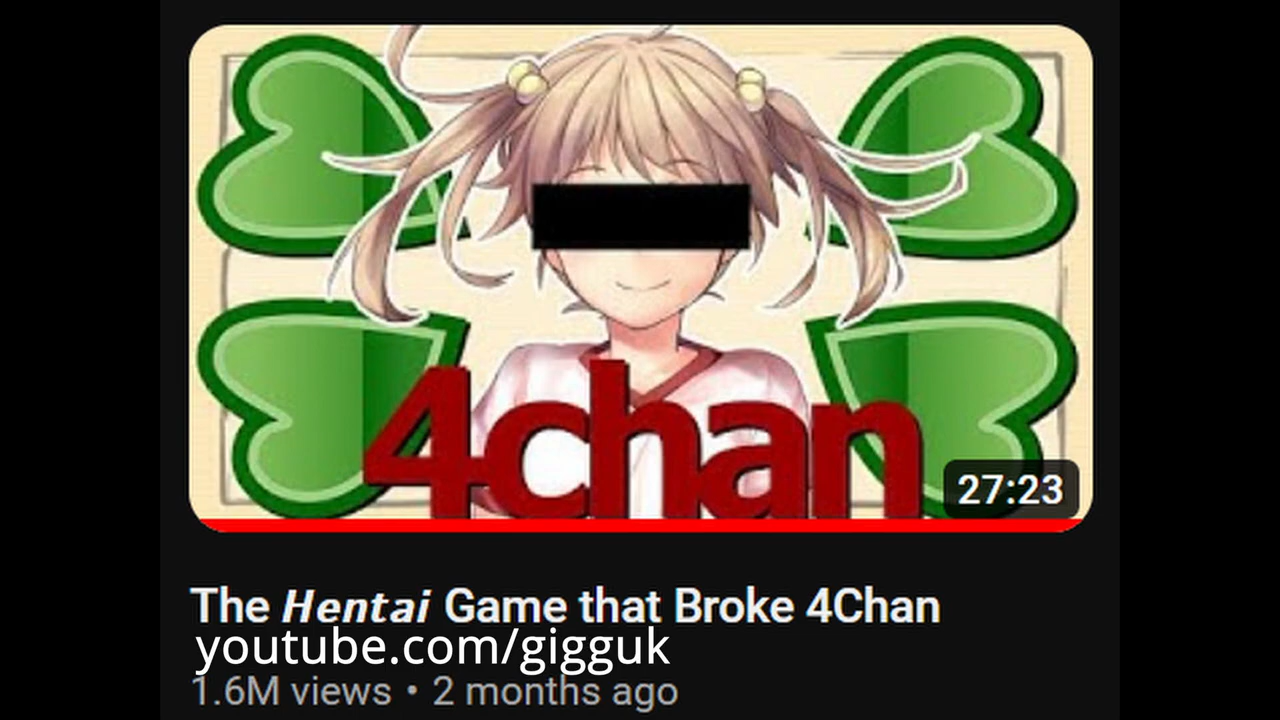 4chan
27:23
The Hentai Game that Broke 4Chan
youtube.com/gigguk
1.6M views • 2 months ago